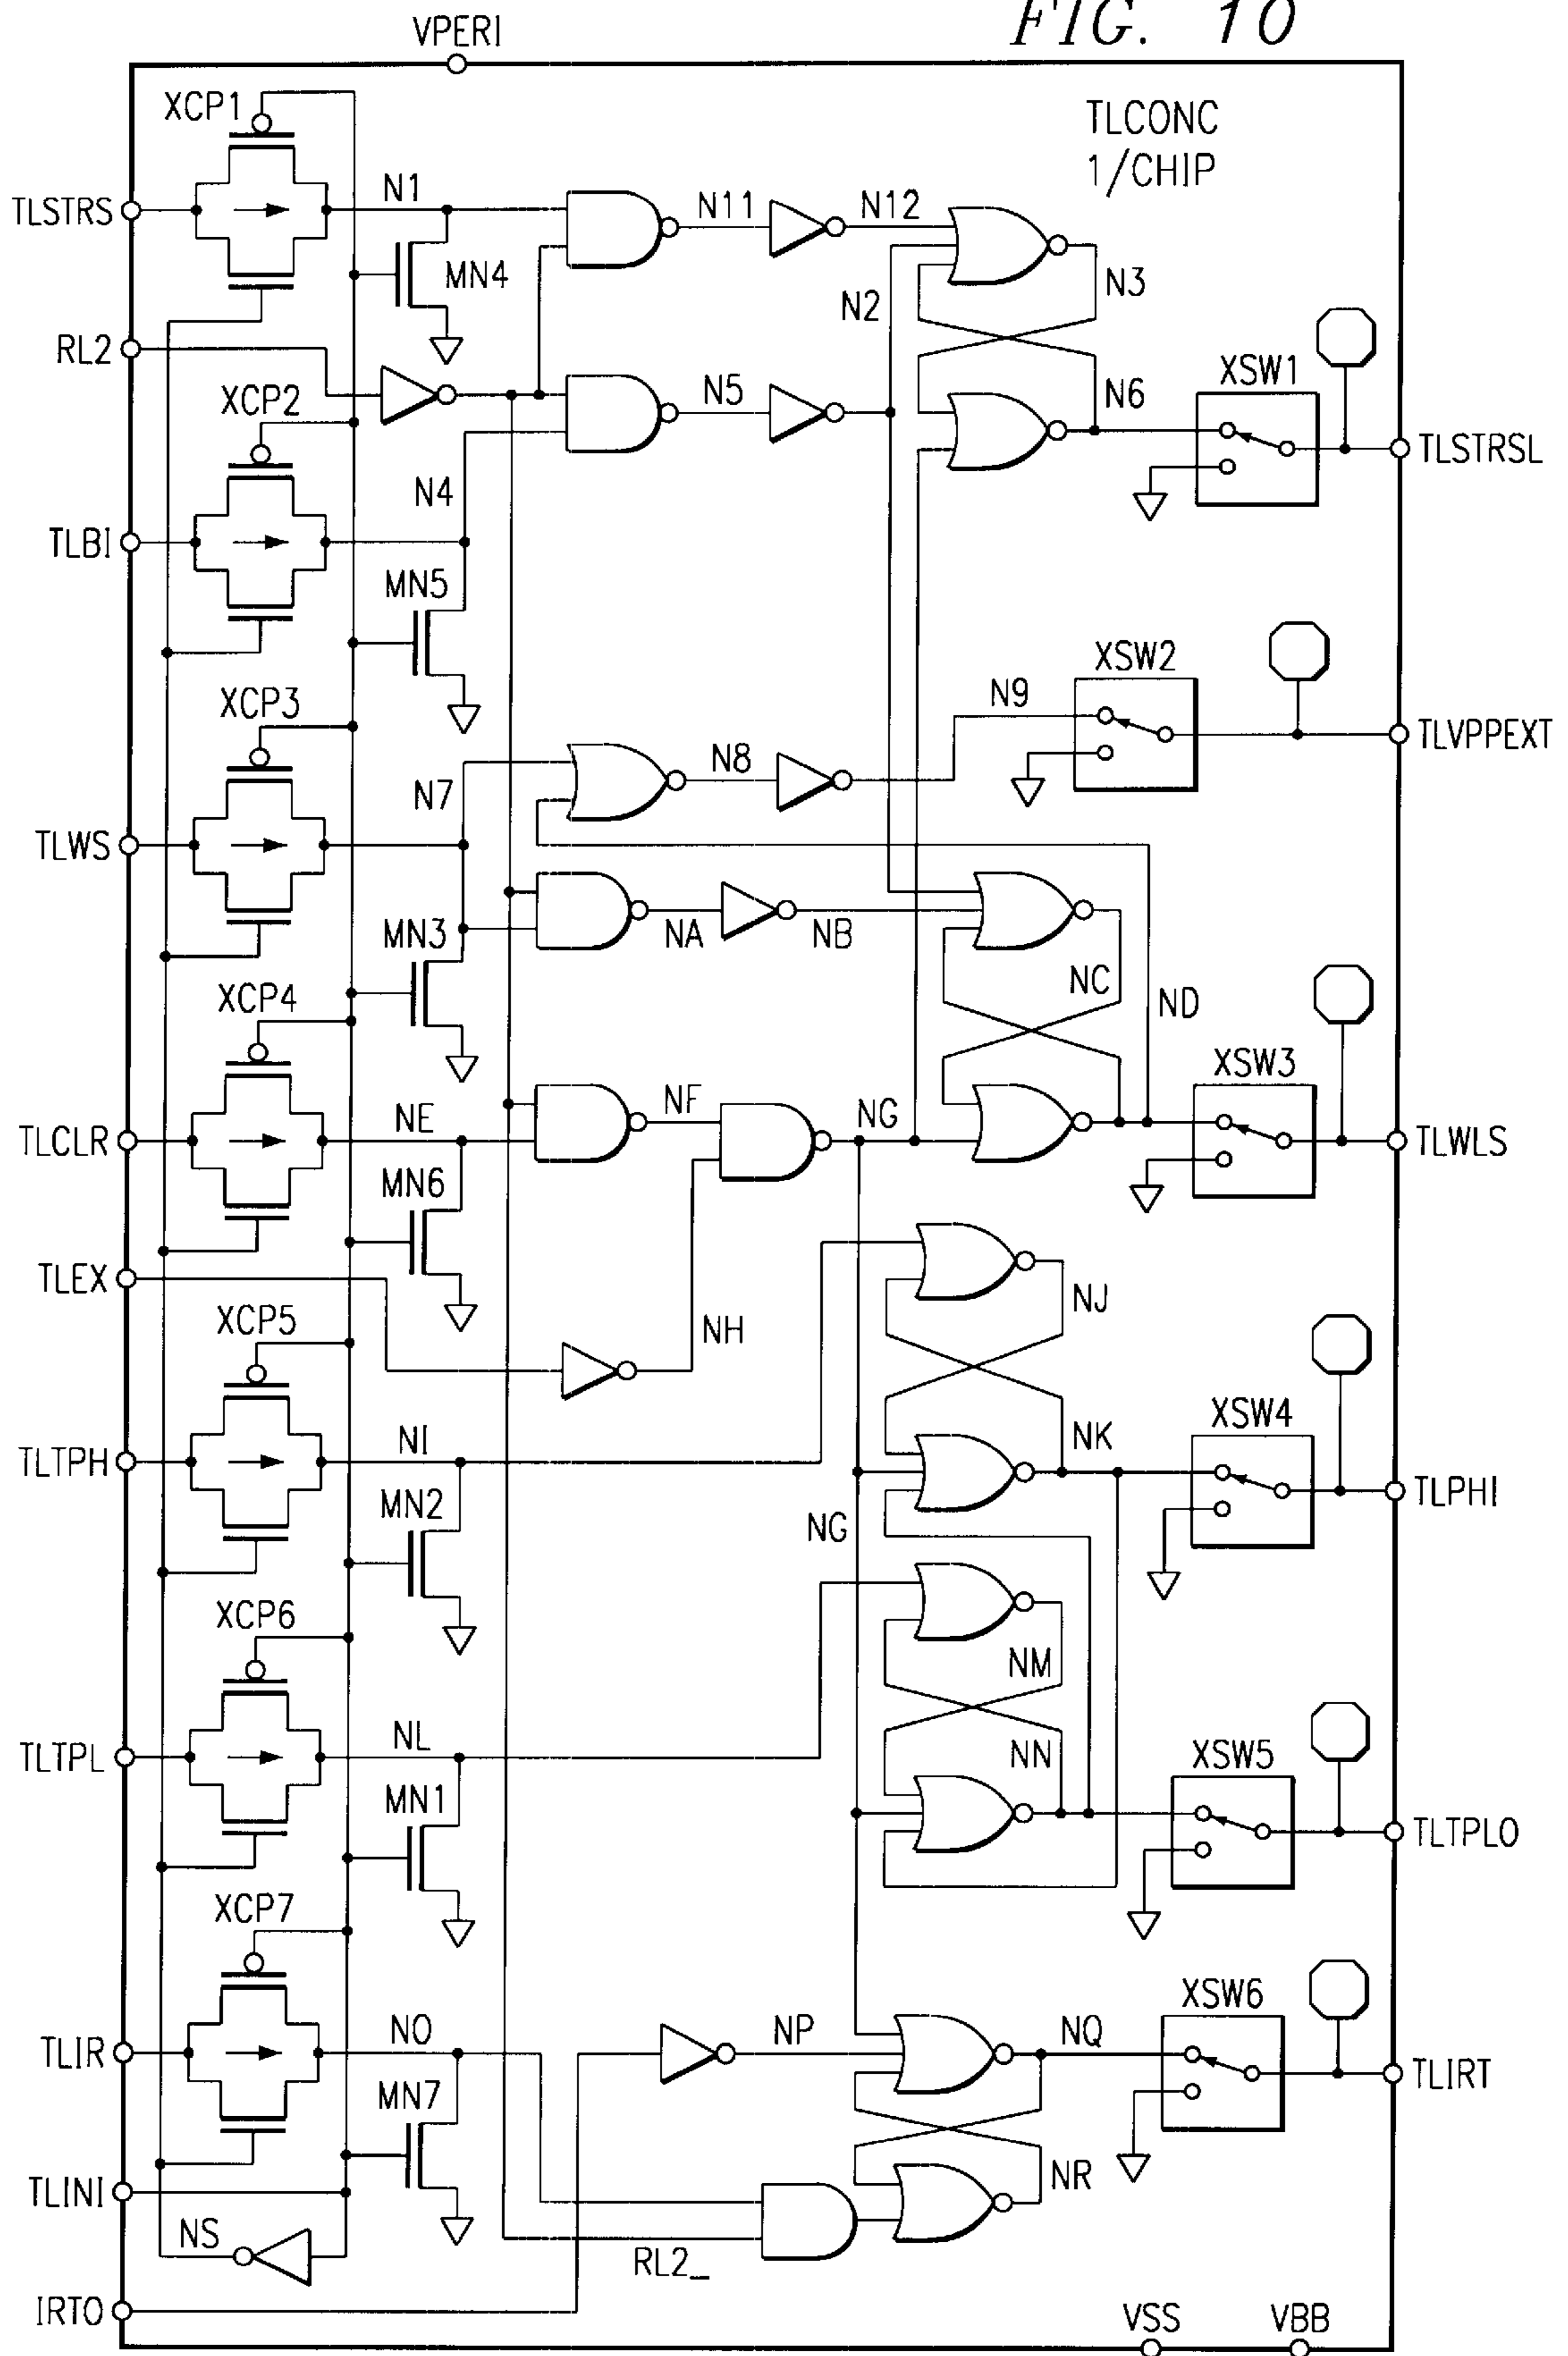 FIG. 10
VPERI
XCP1
TLCONC
1/CHIP
TLSTRS
N1
N11
N12
MN4
N2
N3
RL2
XCP2
N5
XSW1
N6
TLSTRSL
N4
TLBI
MN5
XSW2
XCP3
N9
TLVPPEXT
N7
N8
TLWS
MN3
NA
NB
XCP4
NC
ND
XSW3
NE
NF
NG
TLCLR
TLWLS
MN6
TLEX
XCP5
NH
NJ
XSW4
NI
NK
TLTPH
MN2
TLPHI
NG
XCP6
NM
NL
NN
XSW5
TLTPL
MN1
TLTPLO
XCP7
XSW6
NO
NP
NQ
TLIR
TLIRT
MN7
NR
TLINI
NS
RL2_
IRTO
VSS
VBB